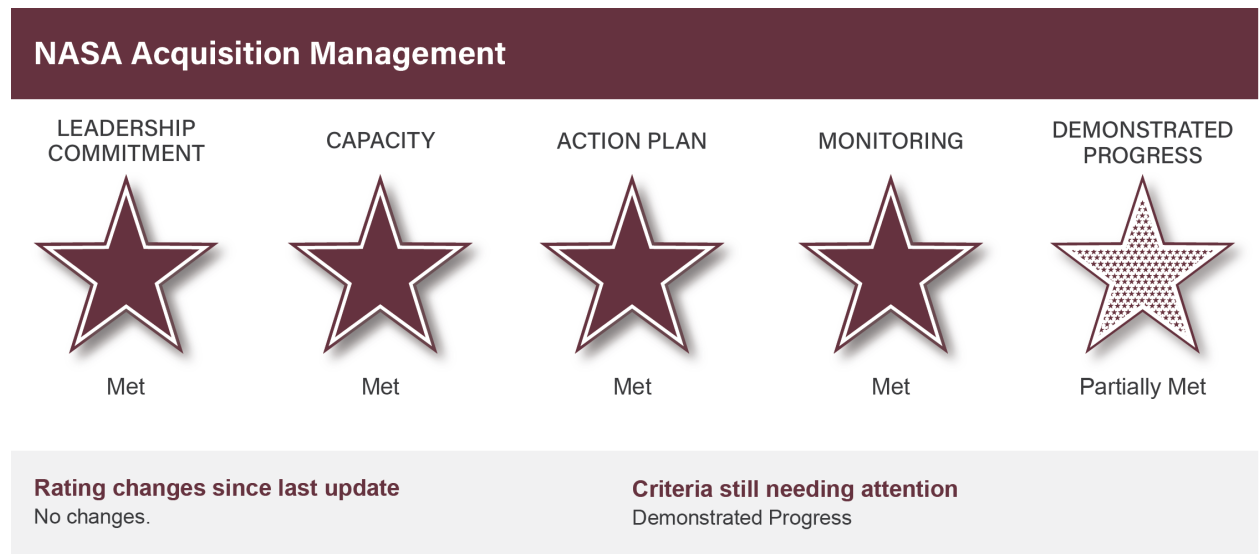 NASA Acquisition Management
LEADERSHIP
COMMITMENT
CAPACITY
ACTION PLAN
MONITORING
DEMONSTRATED
PROGRESS
Met
Met
Met
Met
Partially Met
Rating changes since last update
No changes.
Criteria still needing attention
Demonstrated Progress